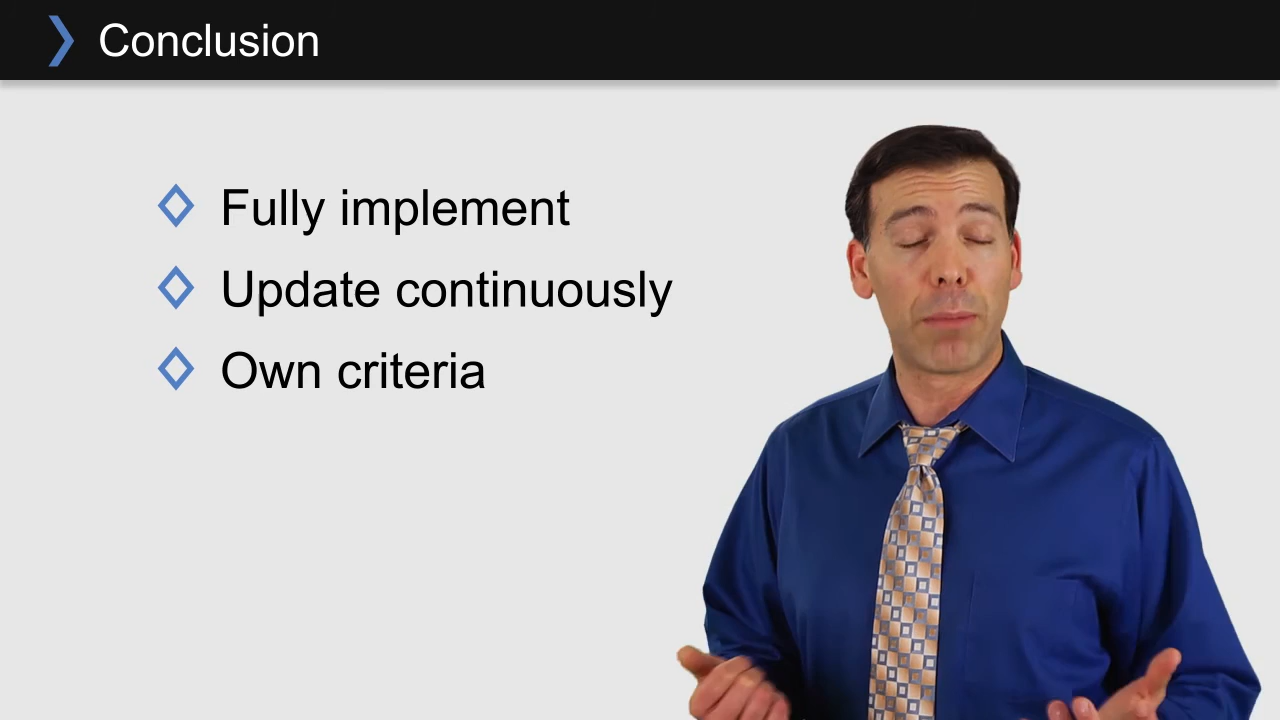 Conclusion
Fully implement
Update continuously
Own criteria